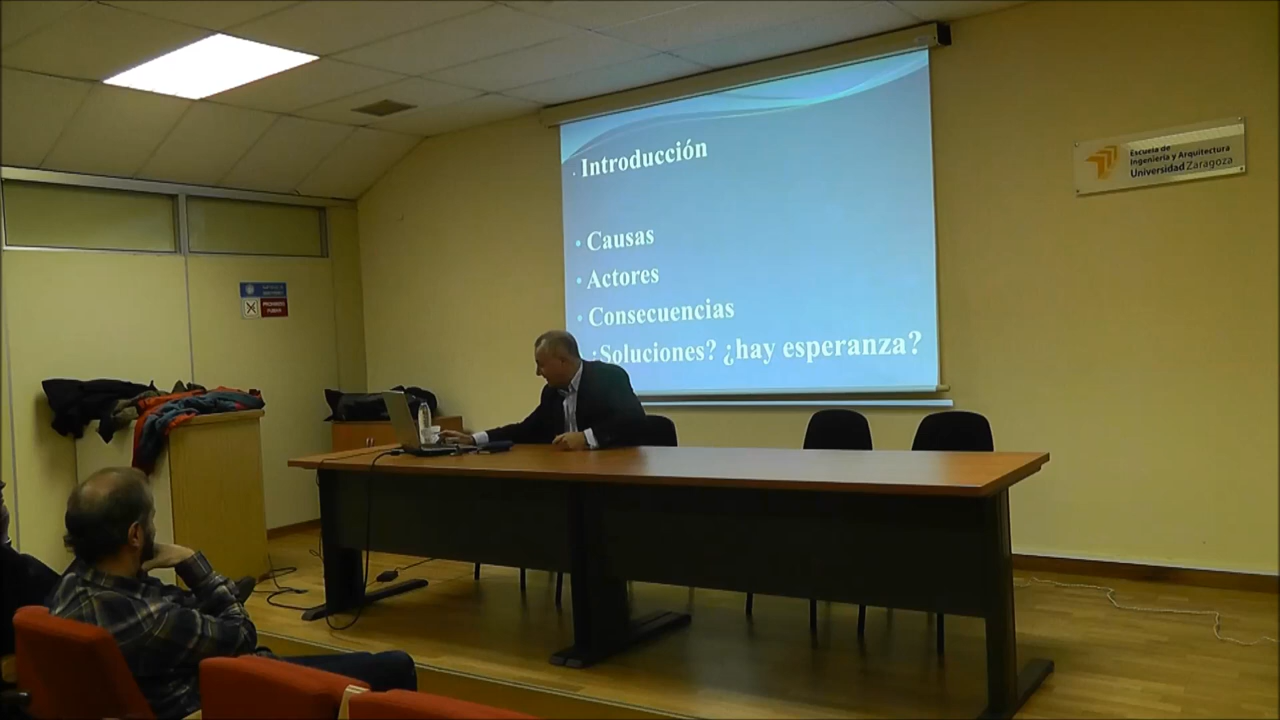 Introducción
Causas
Actores
Consecuencias
¿Soluciones? ¿hay esperanza?
Escuela de
Ingeniería y Arquitectura
Universidad Zaragoza